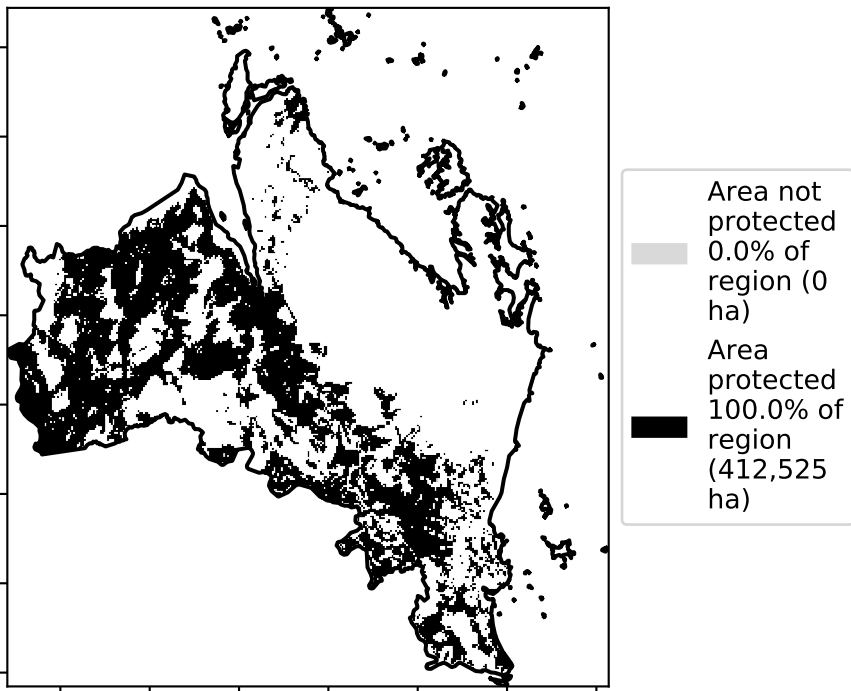 Area not
protected
0.0% of
region (0
ha)
Area
protected
100.0% of
region
(412,525
ha)